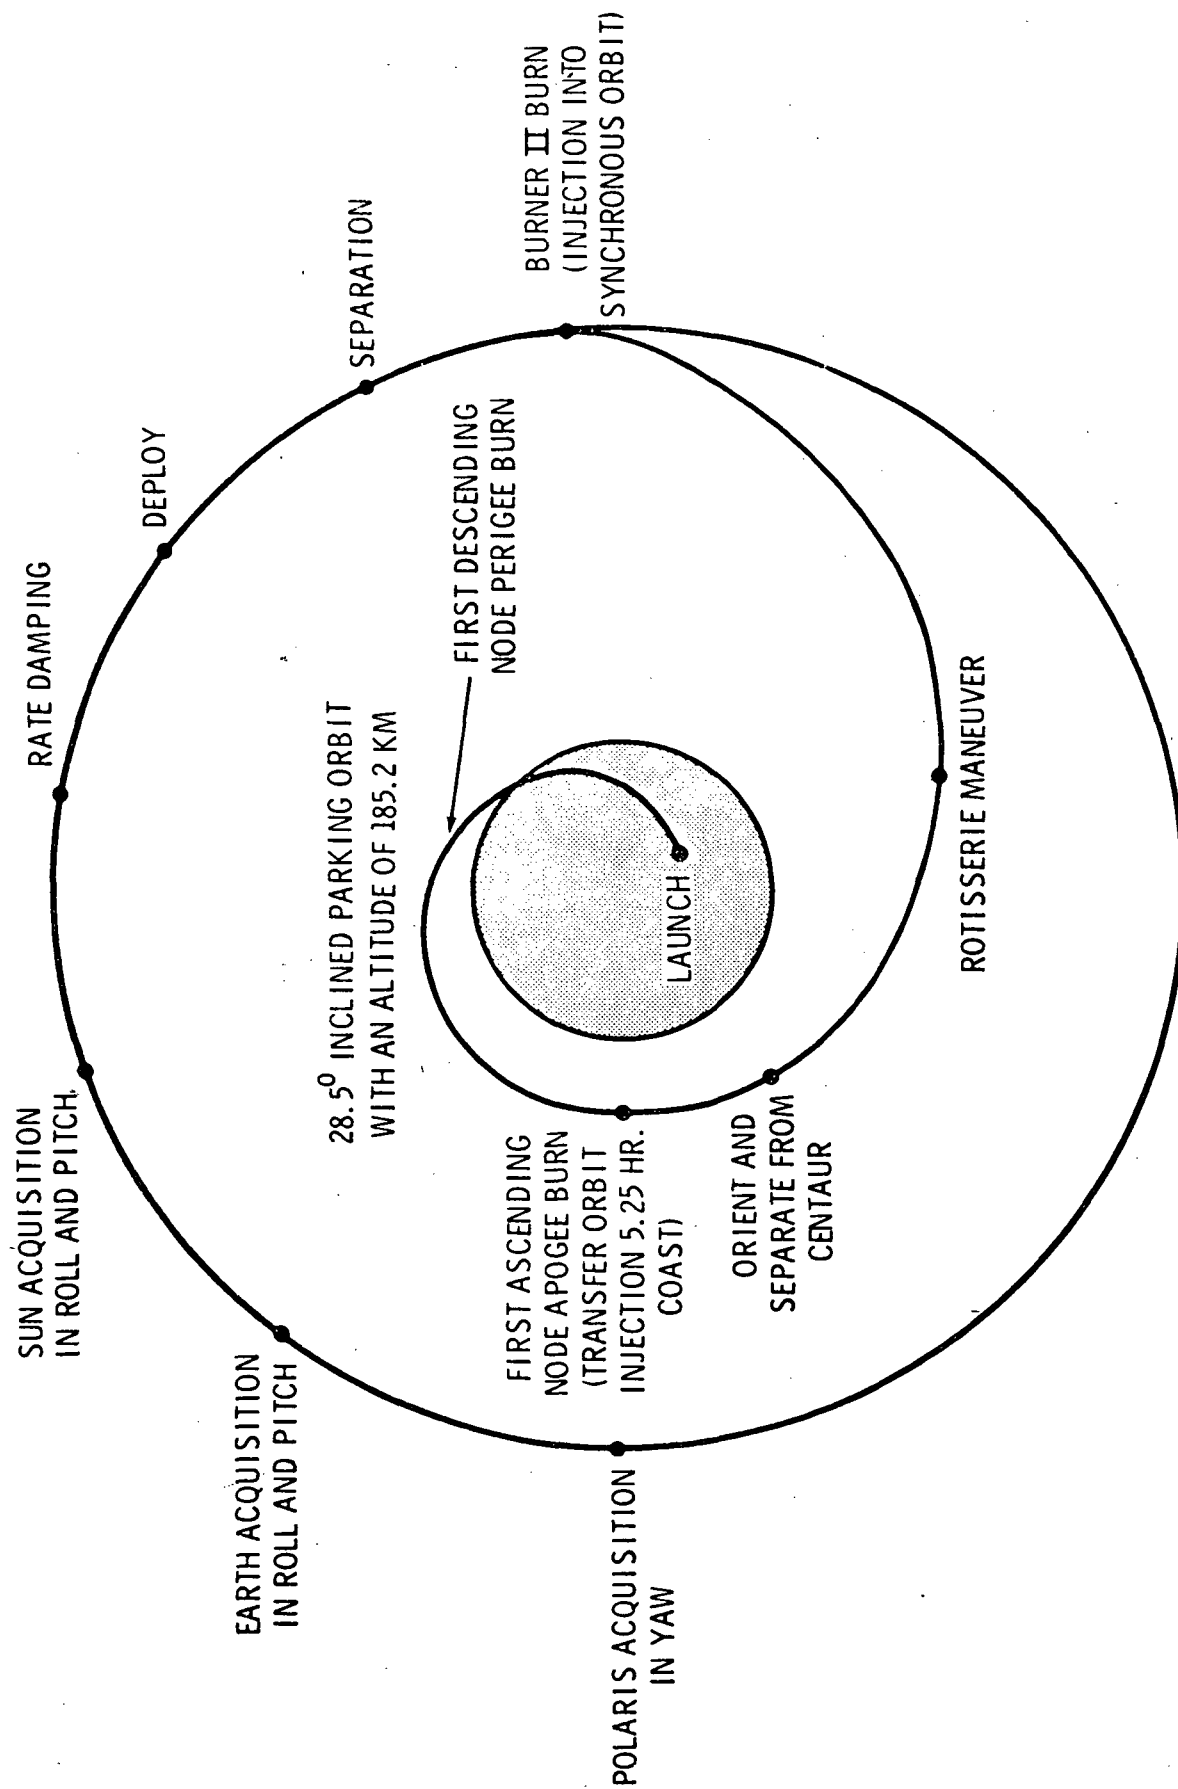 SUN ACQUISITION
IN ROLL AND PITCH
RATE DAMPING
DEPLOY
SEPARATION
EARTH ACQUISITION
IN ROLL AND PITCH
28.5° INCLINED PARKING ORBIT
WITH AN ALTITUDE OF 185.2 KM
FIRST DESCENDING
NODE PERIGEE BURN
BURNER II BURN
(INJECTION INTO
SYNCHRONOUS ORBIT)
POLARIS ACQUISITION
IN YAW
FIRST ASCENDING
NODE APOGEE BURN
(TRANSFER ORBIT
INJECTION 5.25 HR.
COAST)
LAUNCH
ORIENT AND
SEPARATE FROM
CENTAUR
ROTISSERIE MANEUVER